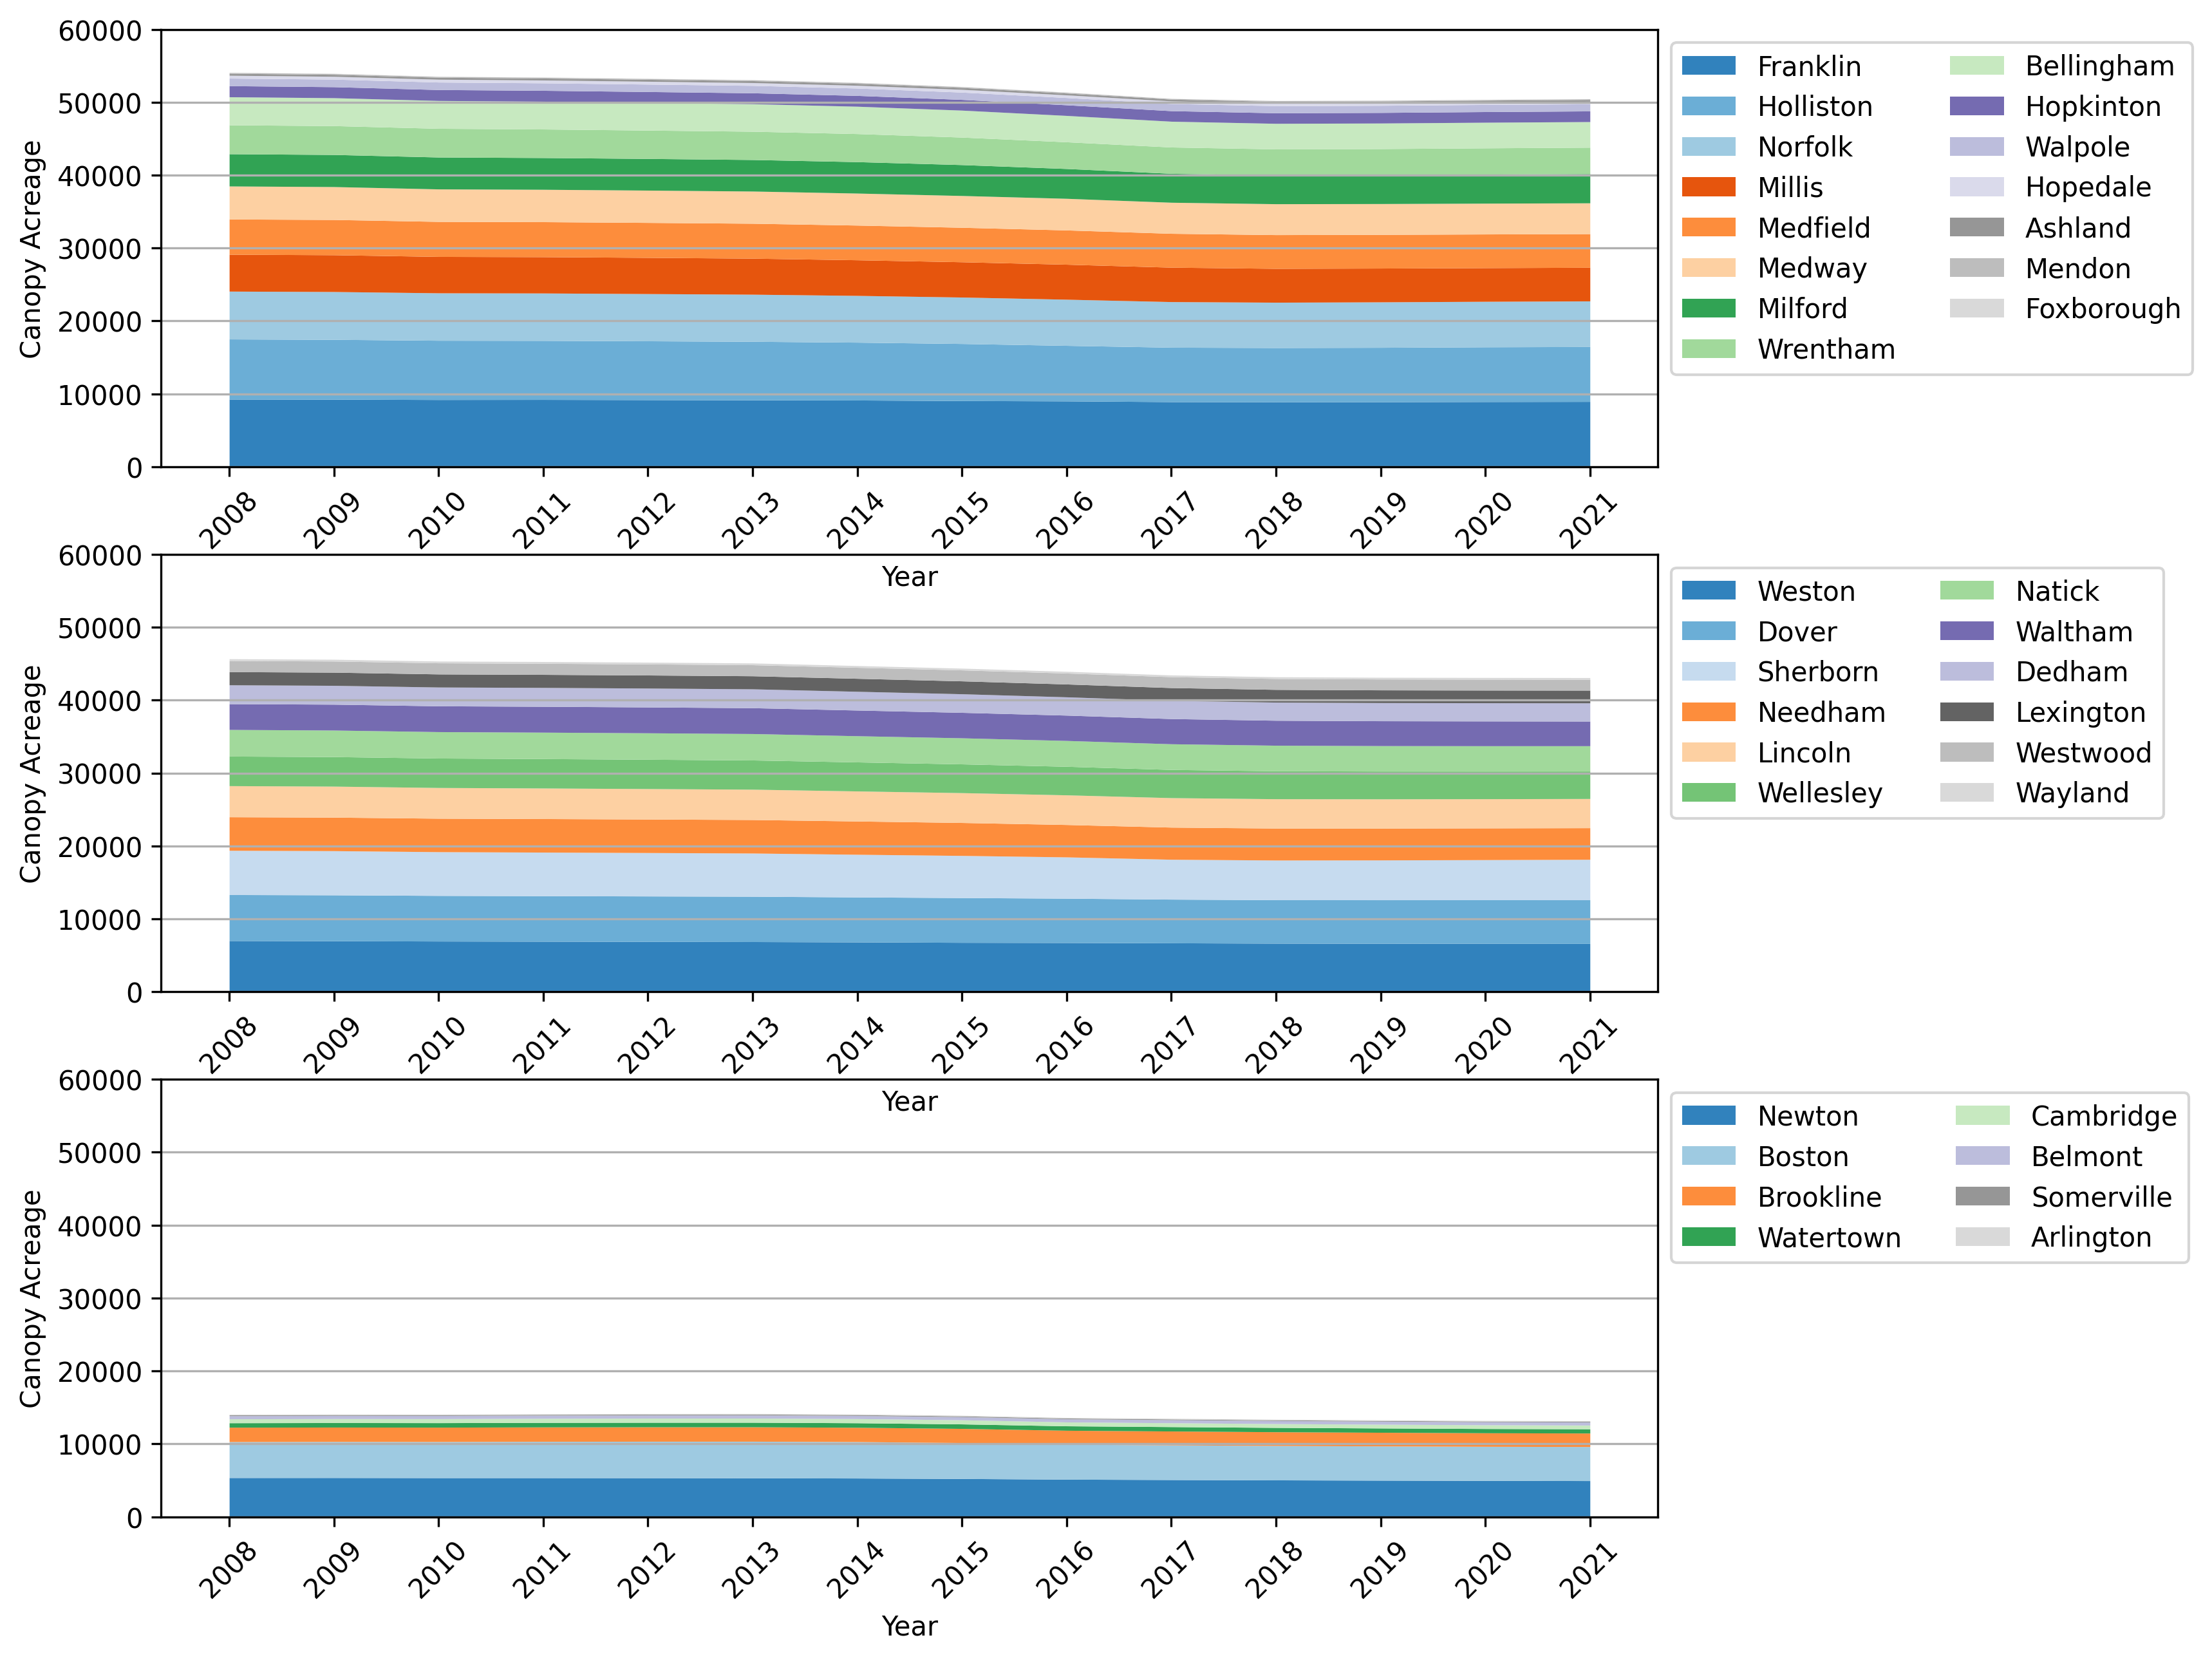 60000
50000
40000
30000
20000
10000
0
Canopy Acreage
2008 2009 2010 2011 2012 2013 2014 2015 2016 2017 2018 2019 2020 2021
Year
Franklin Bellingham
Holliston Hopkinton
Norfolk Walpole
Millis Hopedale
Medfield Ashland
Medway Mendon
Milford Foxborough
Wrentham
60000
50000
40000
30000
20000
10000
0
Canopy Acreage
2008 2009 2010 2011 2012 2013 2014 2015 2016 2017 2018 2019 2020 2021
Year
Weston Natick
Dover Waltham
Sherborn Dedham
Needham Lexington
Lincoln Westwood
Wellesley Wayland
60000
50000
40000
30000
20000
10000
0
Canopy Acreage
2008 2009 2010 2011 2012 2013 2014 2015 2016 2017 2018 2019 2020 2021
Year
Newton Cambridge
Boston Belmont
Brookline Somerville
Watertown Arlington